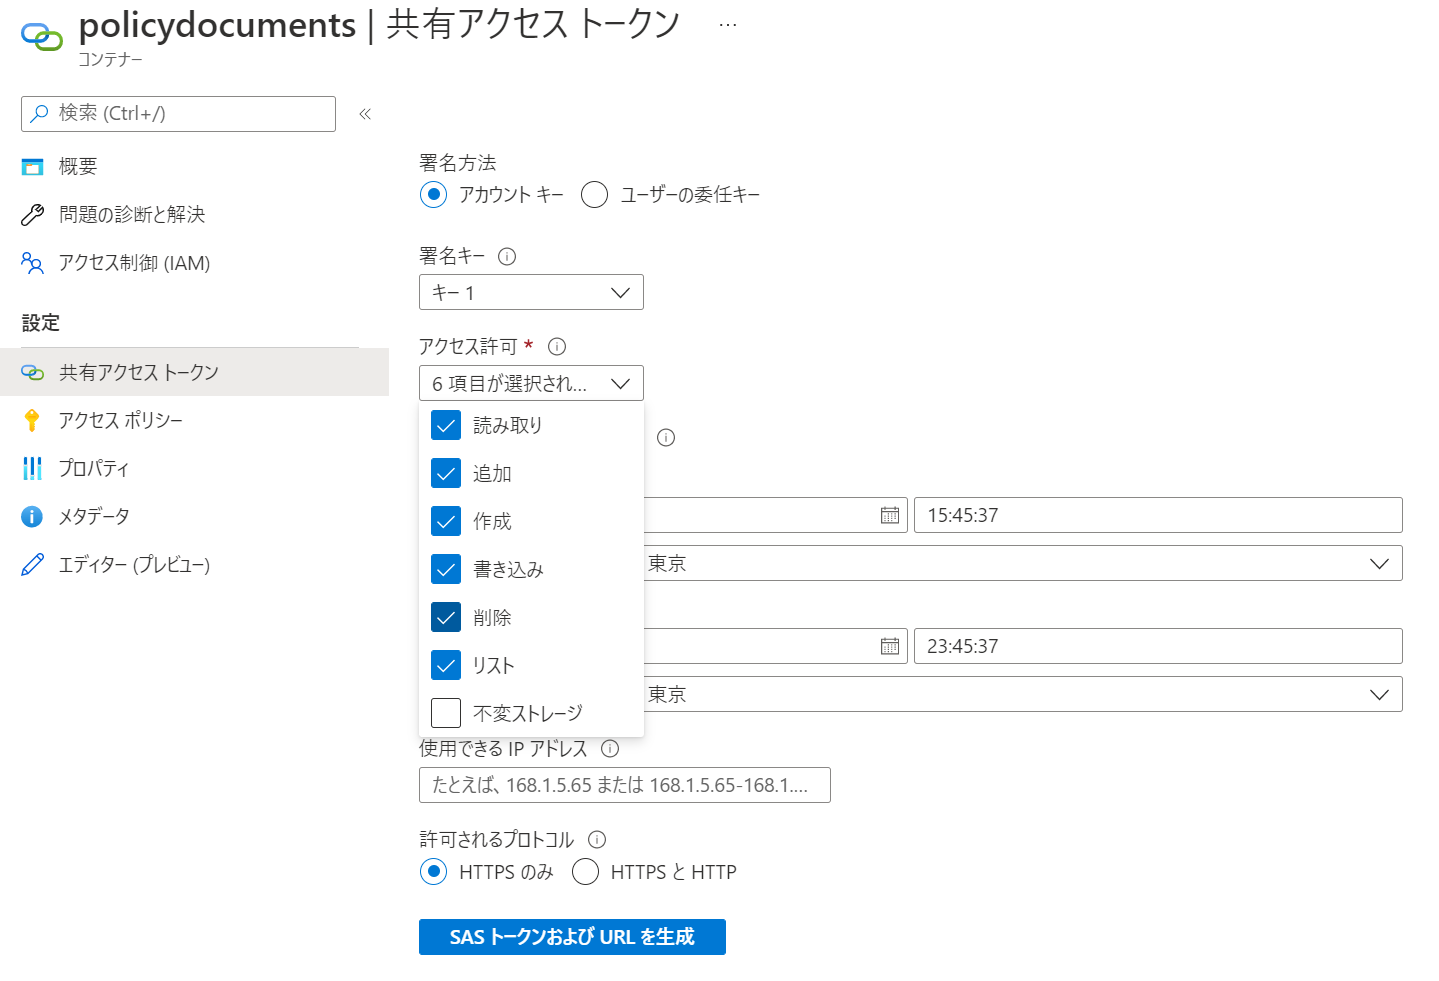 policydocuments | 共有アクセス トークン ...
コンテナー
検索 (Ctrl+/)
«
概要
問題の診断と解決
アクセス制御 (IAM)
設定
共有アクセス トークン
アクセス ポリシー
プロパティ
メタデータ
エディター (プレビュー)
署名方法
アカウント キー ユーザーの委任キー
署名キー
キー 1
アクセス許可 *
6 項目が選択され...
読み取り
追加
作成
書き込み
削除
リスト
不変ストレージ
15:45:37
東京
23:45:37
東京
使用できる IP アドレス
たとえば、168.1.5.65 または 168.1.5.65-168.1....
許可されるプロトコル
HTTPS のみ HTTPS と HTTP
SAS トークンおよび URL を生成